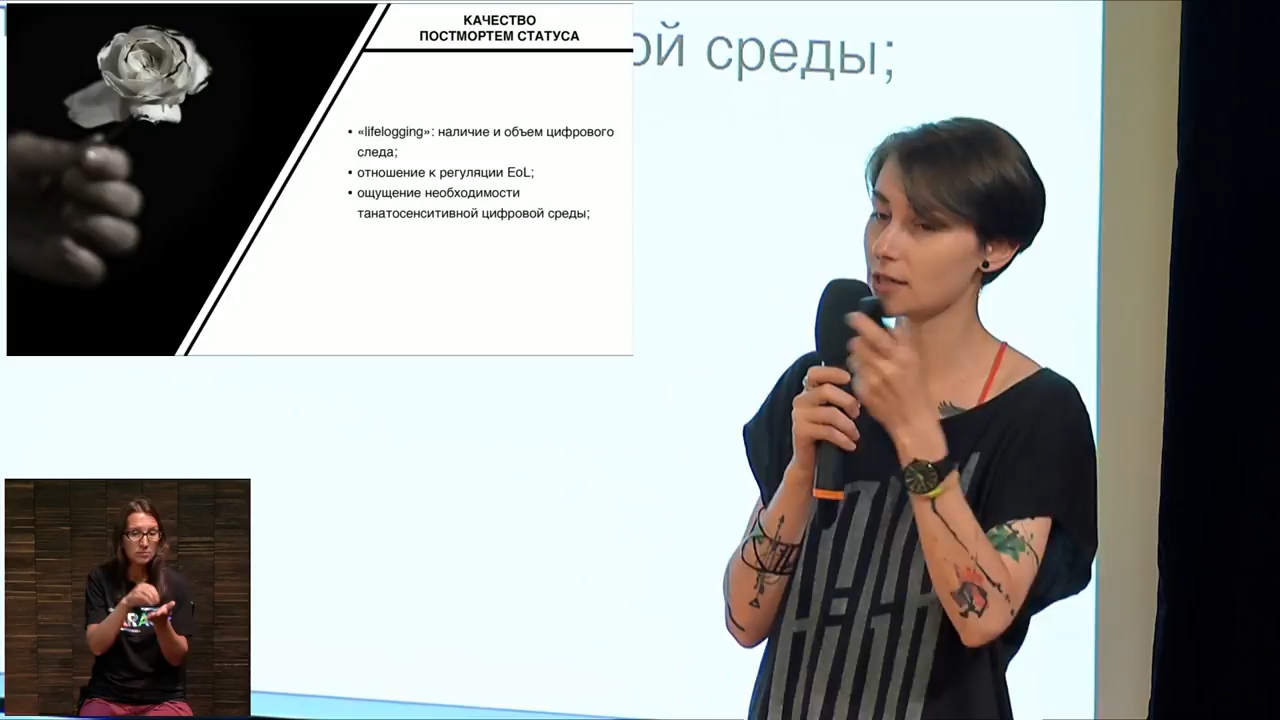 КАЧЕСТВО
ПОСТМОРТЕМ СТАТУСА
• «lifelogging»: наличие и объем цифрового
следа;
• отношение к регуляции EoL;
• ощущение необходимости
танатосенситивной цифровой среды;
ой среды;